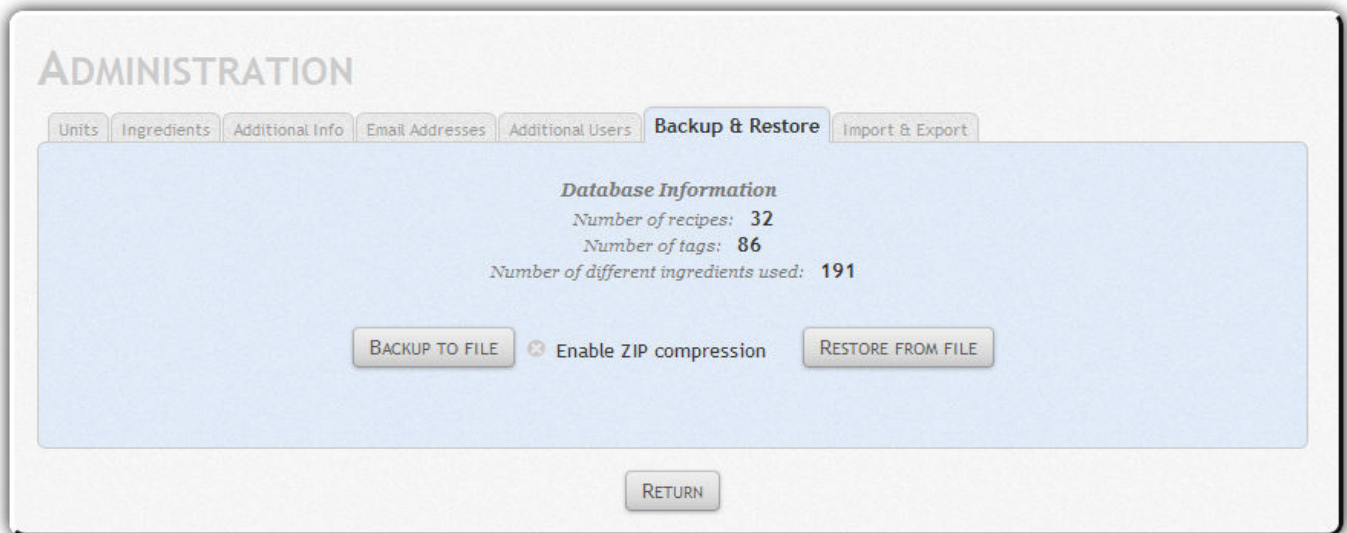 ADMINISTRATION
Units Ingredients Additional Info Email Addresses Additional Users Backup & Restore Import & Export
Database Information
Number of recipes: 32
Number of tags: 86
Number of different ingredients used: 191
BACKUP TO FILE Enable ZIP compression RESTORE FROM FILE
RETURN